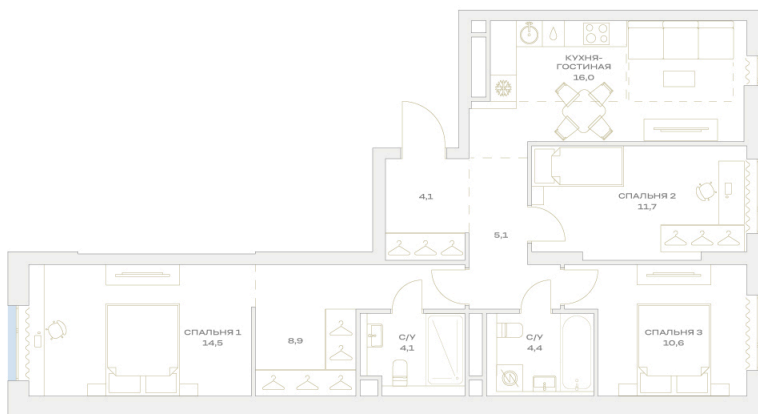 КУХНЯ-
ГОСТИНАЯ
16,0
4,1
СПАЛЬНЯ 2
11,7
5,1
СПАЛЬНЯ 1
14,5
8,9
С/У
4,1
С/У
4,4
СПАЛЬНЯ 3
10,6